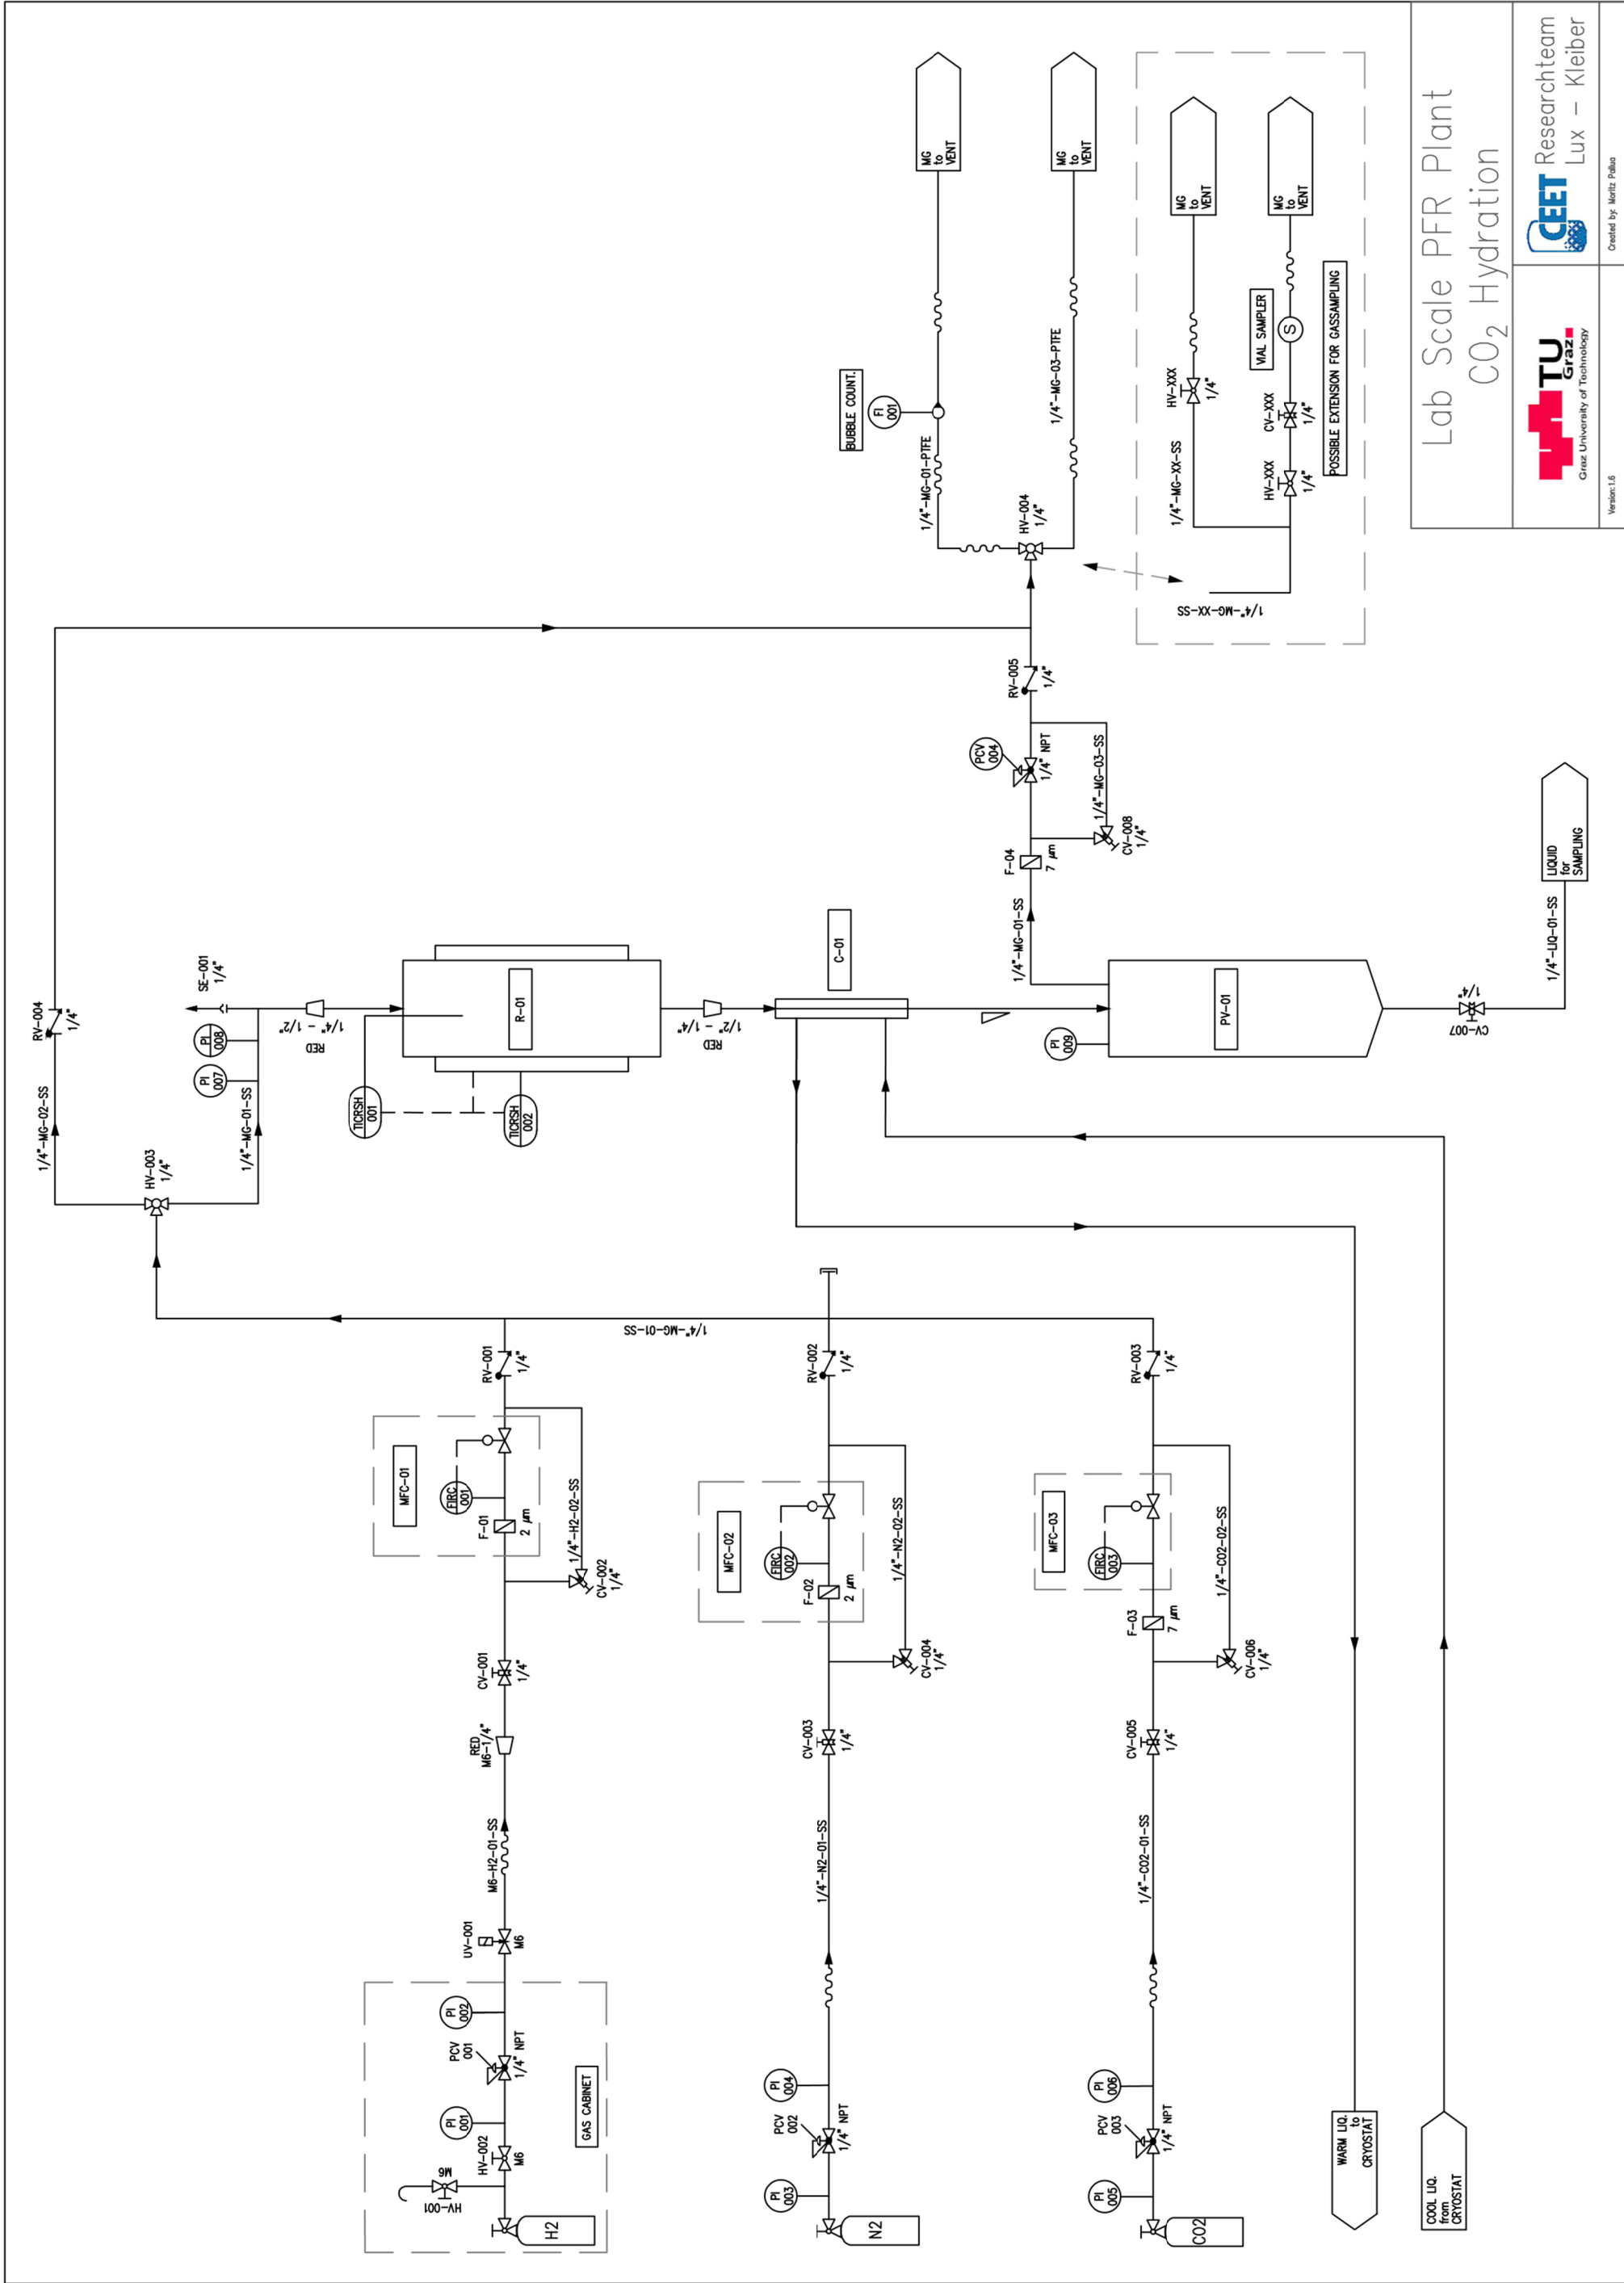 H2
HV-001
M6
HV-002
M6
PI
001
PCV
001
1/4" NPT
PI
002
GAS CABINET
UV-001
M6
M6-H2-01-SS
RED
M6-1/4"
CV-001
1/4"
CV-002
1/4"
1/4"-H2-02-SS
MFC-01
F-01
2 µm
FIRC
001
RV-001
1/4"
N2
PI
003
PCV
002
1/4" NPT
PI
004
1/4"-N2-01-SS
CV-003
1/4"
CV-004
1/4"
1/4"-N2-02-SS
MFC-02
F-02
2 µm
FIRC
002
RV-002
1/4"
CO2
PI
005
PCV
003
1/4" NPT
PI
006
1/4"-CO2-01-SS
CV-005
1/4"
CV-006
1/4"
1/4"-CO2-02-SS
F-03
7 µm
MFC-03
FIRC
003
RV-003
1/4"
1/4"-MG-01-SS
WARM LIQ.
to
CRYOSTAT
COOL LIQ.
from
CRYOSTAT
HV-003
1/4"
1/4"-MG-02-SS
RV-004
1/4"
1/4"-MG-01-SS
PI
007
PI
008
SE-001
1/4"
RED
1/4" - 1/2"
TICRSH
001
TICRSH
002
R-01
RED
1/2" - 1/4"
C-01
PI
009
PV-01
CV-007
1/4"
1/4"-LIQ-01-SS
LIQUID
for
SAMPLING
1/4"-MG-01-SS
F-04
7 µm
CV-008
1/4"
1/4"-MG-03-SS
PCV
004
1/4" NPT
RV-005
1/4"
HV-004
1/4"
1/4"-MG-01-PTFE
BUBBLE COUNT.
FI
001
MG
to
VENT
1/4"-MG-03-PTFE
MG
to
VENT
1/4"-MG-XX-SS
1/4"-MG-XX-SS
HV-XXX
1/4"
MG
to
VENT
HV-XXX
1/4"
CV-XXX
1/4"
VIAL SAMPLER
S
MG
to
VENT
POSSIBLE EXTENSION FOR GASSAMPLING
Lab Scale PFR Plant
CO2 Hydration
TU
Graz
Graz University of Technology
CEET Researchteam
Lux - Kleiber
Version:1.6
Created by: Moritz Pallua